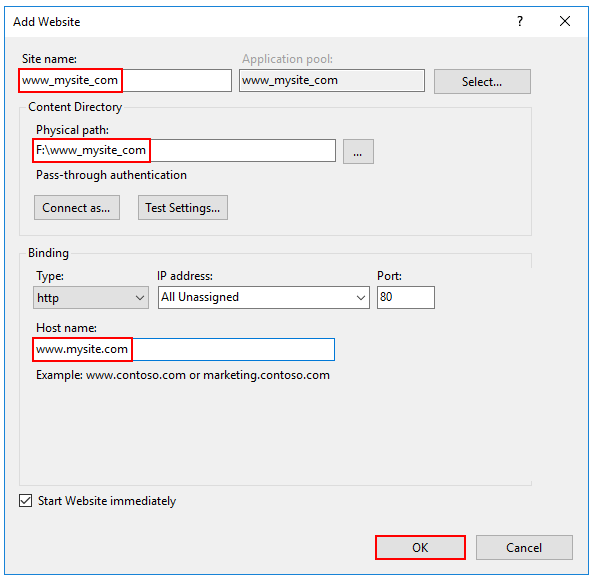 Add Website
?
Site name:
Application pool:
www_mysite_com
www_mysite_com
Select...
Content Directory
Physical path:
F:\www_mysite_com
...
Pass-through authentication
Connect as...
Test Settings...
Binding
Type:
IP address:
Port:
http
All Unassigned
80
Host name:
www.mysite.com
Example: www.contoso.com or marketing.contoso.com
Start Website immediately
OK
Cancel